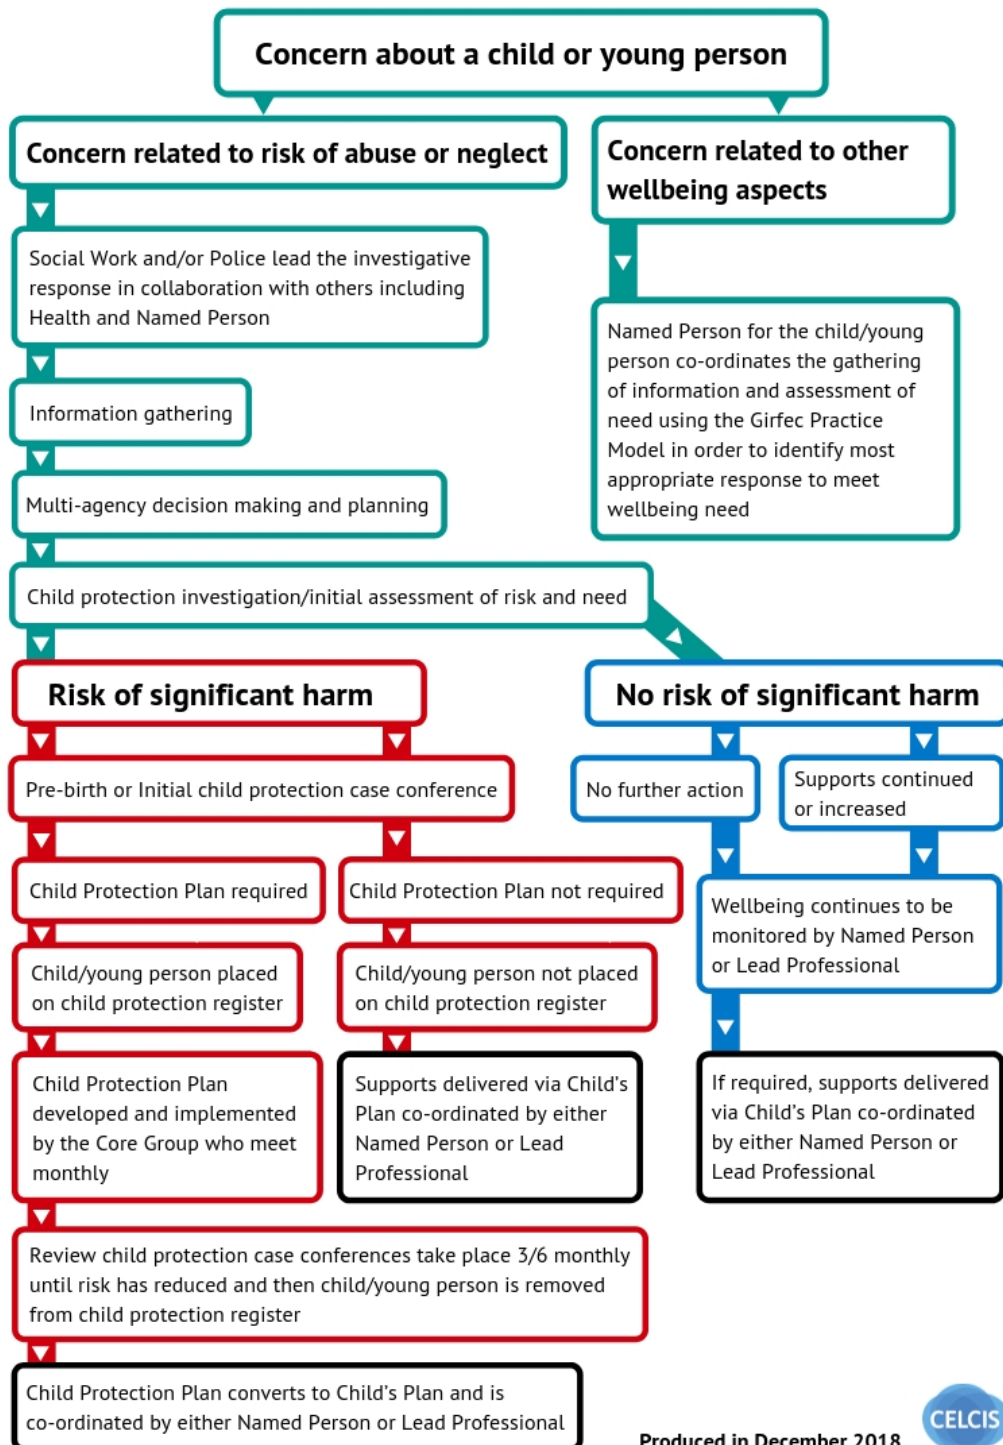 Concern about a child or young person
Concern related to risk of abuse or neglect
Concern related to other
wellbeing aspects
Social Work and/or Police lead the investigative
response in collaboration with others including
Health and Named Person
Named Person for the child/young
person co-ordinates the gathering
of information and assessment of
need using the Girfec Practice
Model in order to identify most
appropriate response to meet
wellbeing need
Information gathering
Multi-agency decision making and planning
Child protection investigation/initial assessment of risk and need
Risk of significant harm
No risk of significant harm
Pre-birth or Initial child protection case conference
No further action
Supports continued
or increased
Child Protection Plan required
Child Protection Plan not required
Wellbeing continues to be
monitored by Named Person
or Lead Professional
Child/young person placed
on child protection register
Child/young person not placed
on child protection register
Child Protection Plan
developed and implemented
by the Core Group who meet
monthly
Supports delivered via Child's
Plan co-ordinated by either
Named Person or Lead
Professional
If required, supports delivered
via Child's Plan co-ordinated
by either Named Person or
Lead Professional
Review child protection case conferences take place 3/6 monthly
until risk has reduced and then child/young person is removed
from child protection register
Child Protection Plan converts to Child's Plan and is
co-ordinated by either Named Person or Lead Professional
CELCIS
Produced in December 2018